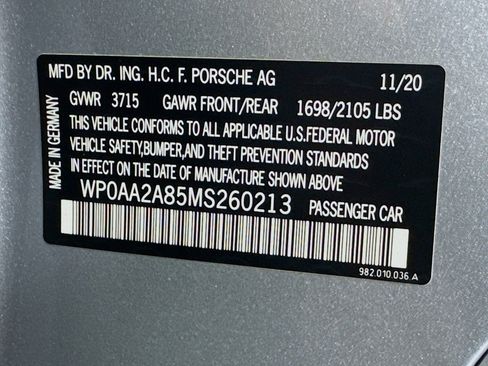 MFD BY DR. ING. H.C. F. PORSCHE AG 11/20
GVWR 3715 GAWR FRONT/REAR 1698/2105 LBS
THIS VEHICLE CONFORMS TO ALL APPLICABLE U.S.FEDERAL MOTOR
VEHICLE SAFETY,BUMPER,AND THEFT PREVENTION STANDARDS
IN EFFECT ON THE DATE OF MANUFACTURE SHOWN ABOVE.
WP0AA2A85MS260213 PASSENGER CAR
MADE IN GERMANY
982.010.036.A